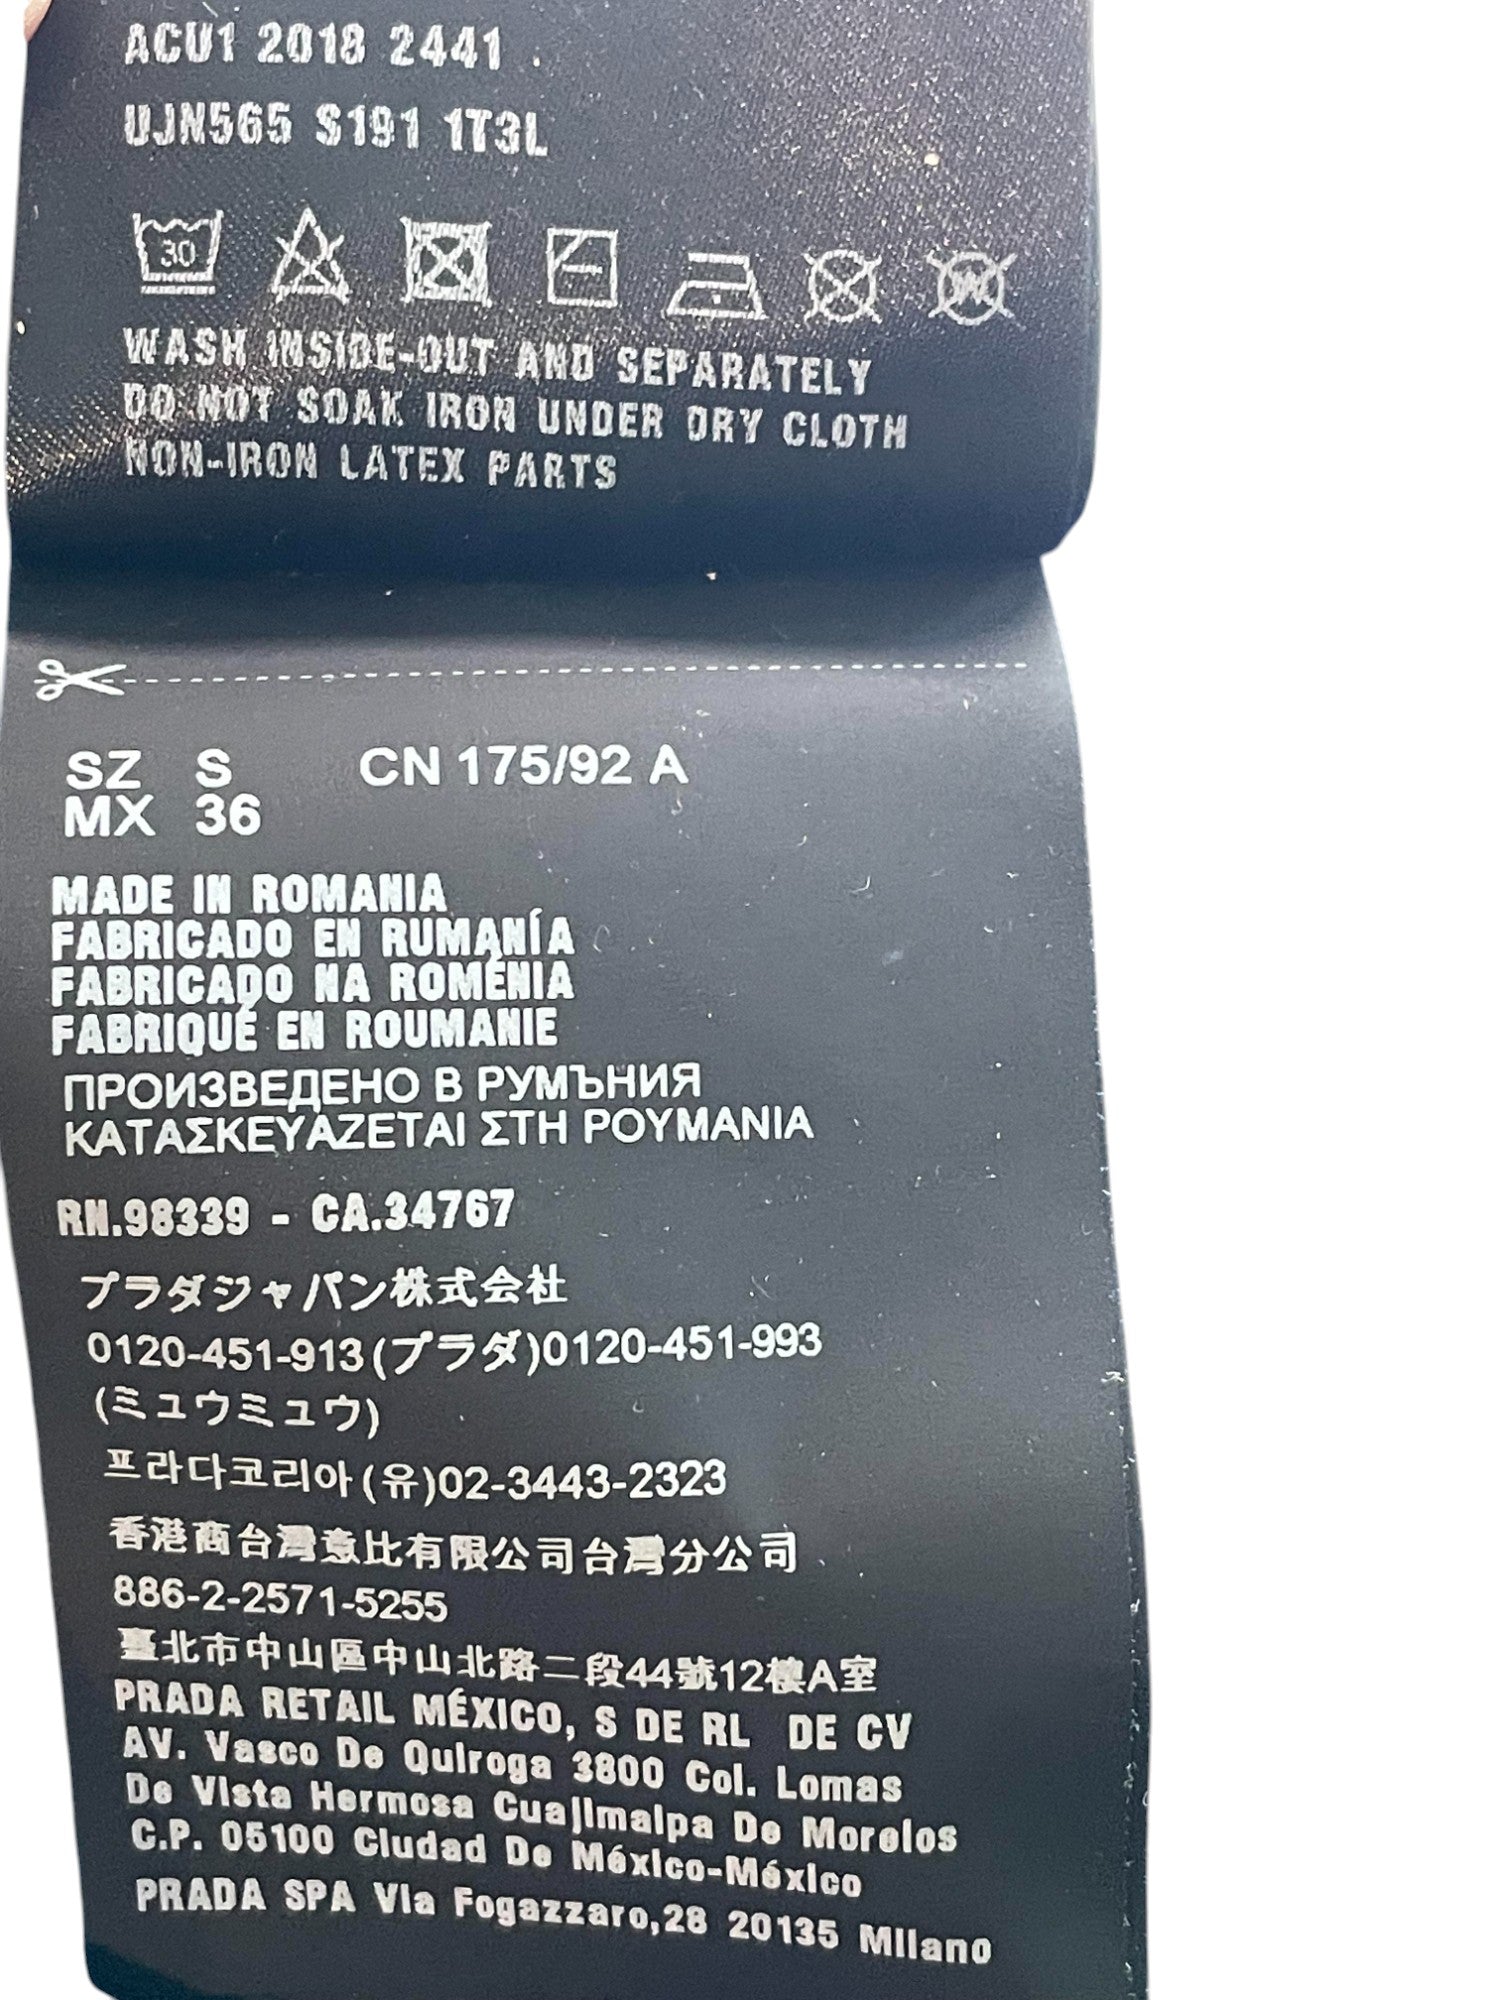 ACU1 2018 2441
UJN565 S191 1T3L
30
W
WASH INSIDE-OUT AND SEPARATELY
DO NOT SOAK IRON UNDER DRY CLOTH
NON-IRON LATEX PARTS
SZ S CN 175/92 A
MX 36
MADE IN ROMANIA
FABRICADO EN RUMANÍA
FABRICADO NA ROMÉNIA
FABRIQUÉ EN ROUMANIE
ПРОИЗВЕДЕНО В РУМЪНИЯ
ΚΑΤΑΣΚΕΥΑΖΕΤΑΙ ΣΤΗ ΡΟΥΜΑΝΙΑ
RN.98339 - CA.34767
プラダジャパン株式会社
0120-451-913(プラダ)0120-451-993
(ミュウミュウ)
프라다코리아(유)02-3443-2323
香港商台灣意比有限公司台灣分公司
886-2-2571-5255
臺北市中山區中山北路二段44號12樓A室
PRADA RETAIL MÉXICO, S DE RL DE CV
AV. Vasco De Quiroga 3800 Col. Lomas
De Vista Hermosa Cuajimalpa De Morelos
C.P. 05100 Ciudad De México-México
PRADA SPA Via Fogazzaro,28 20135 Milano